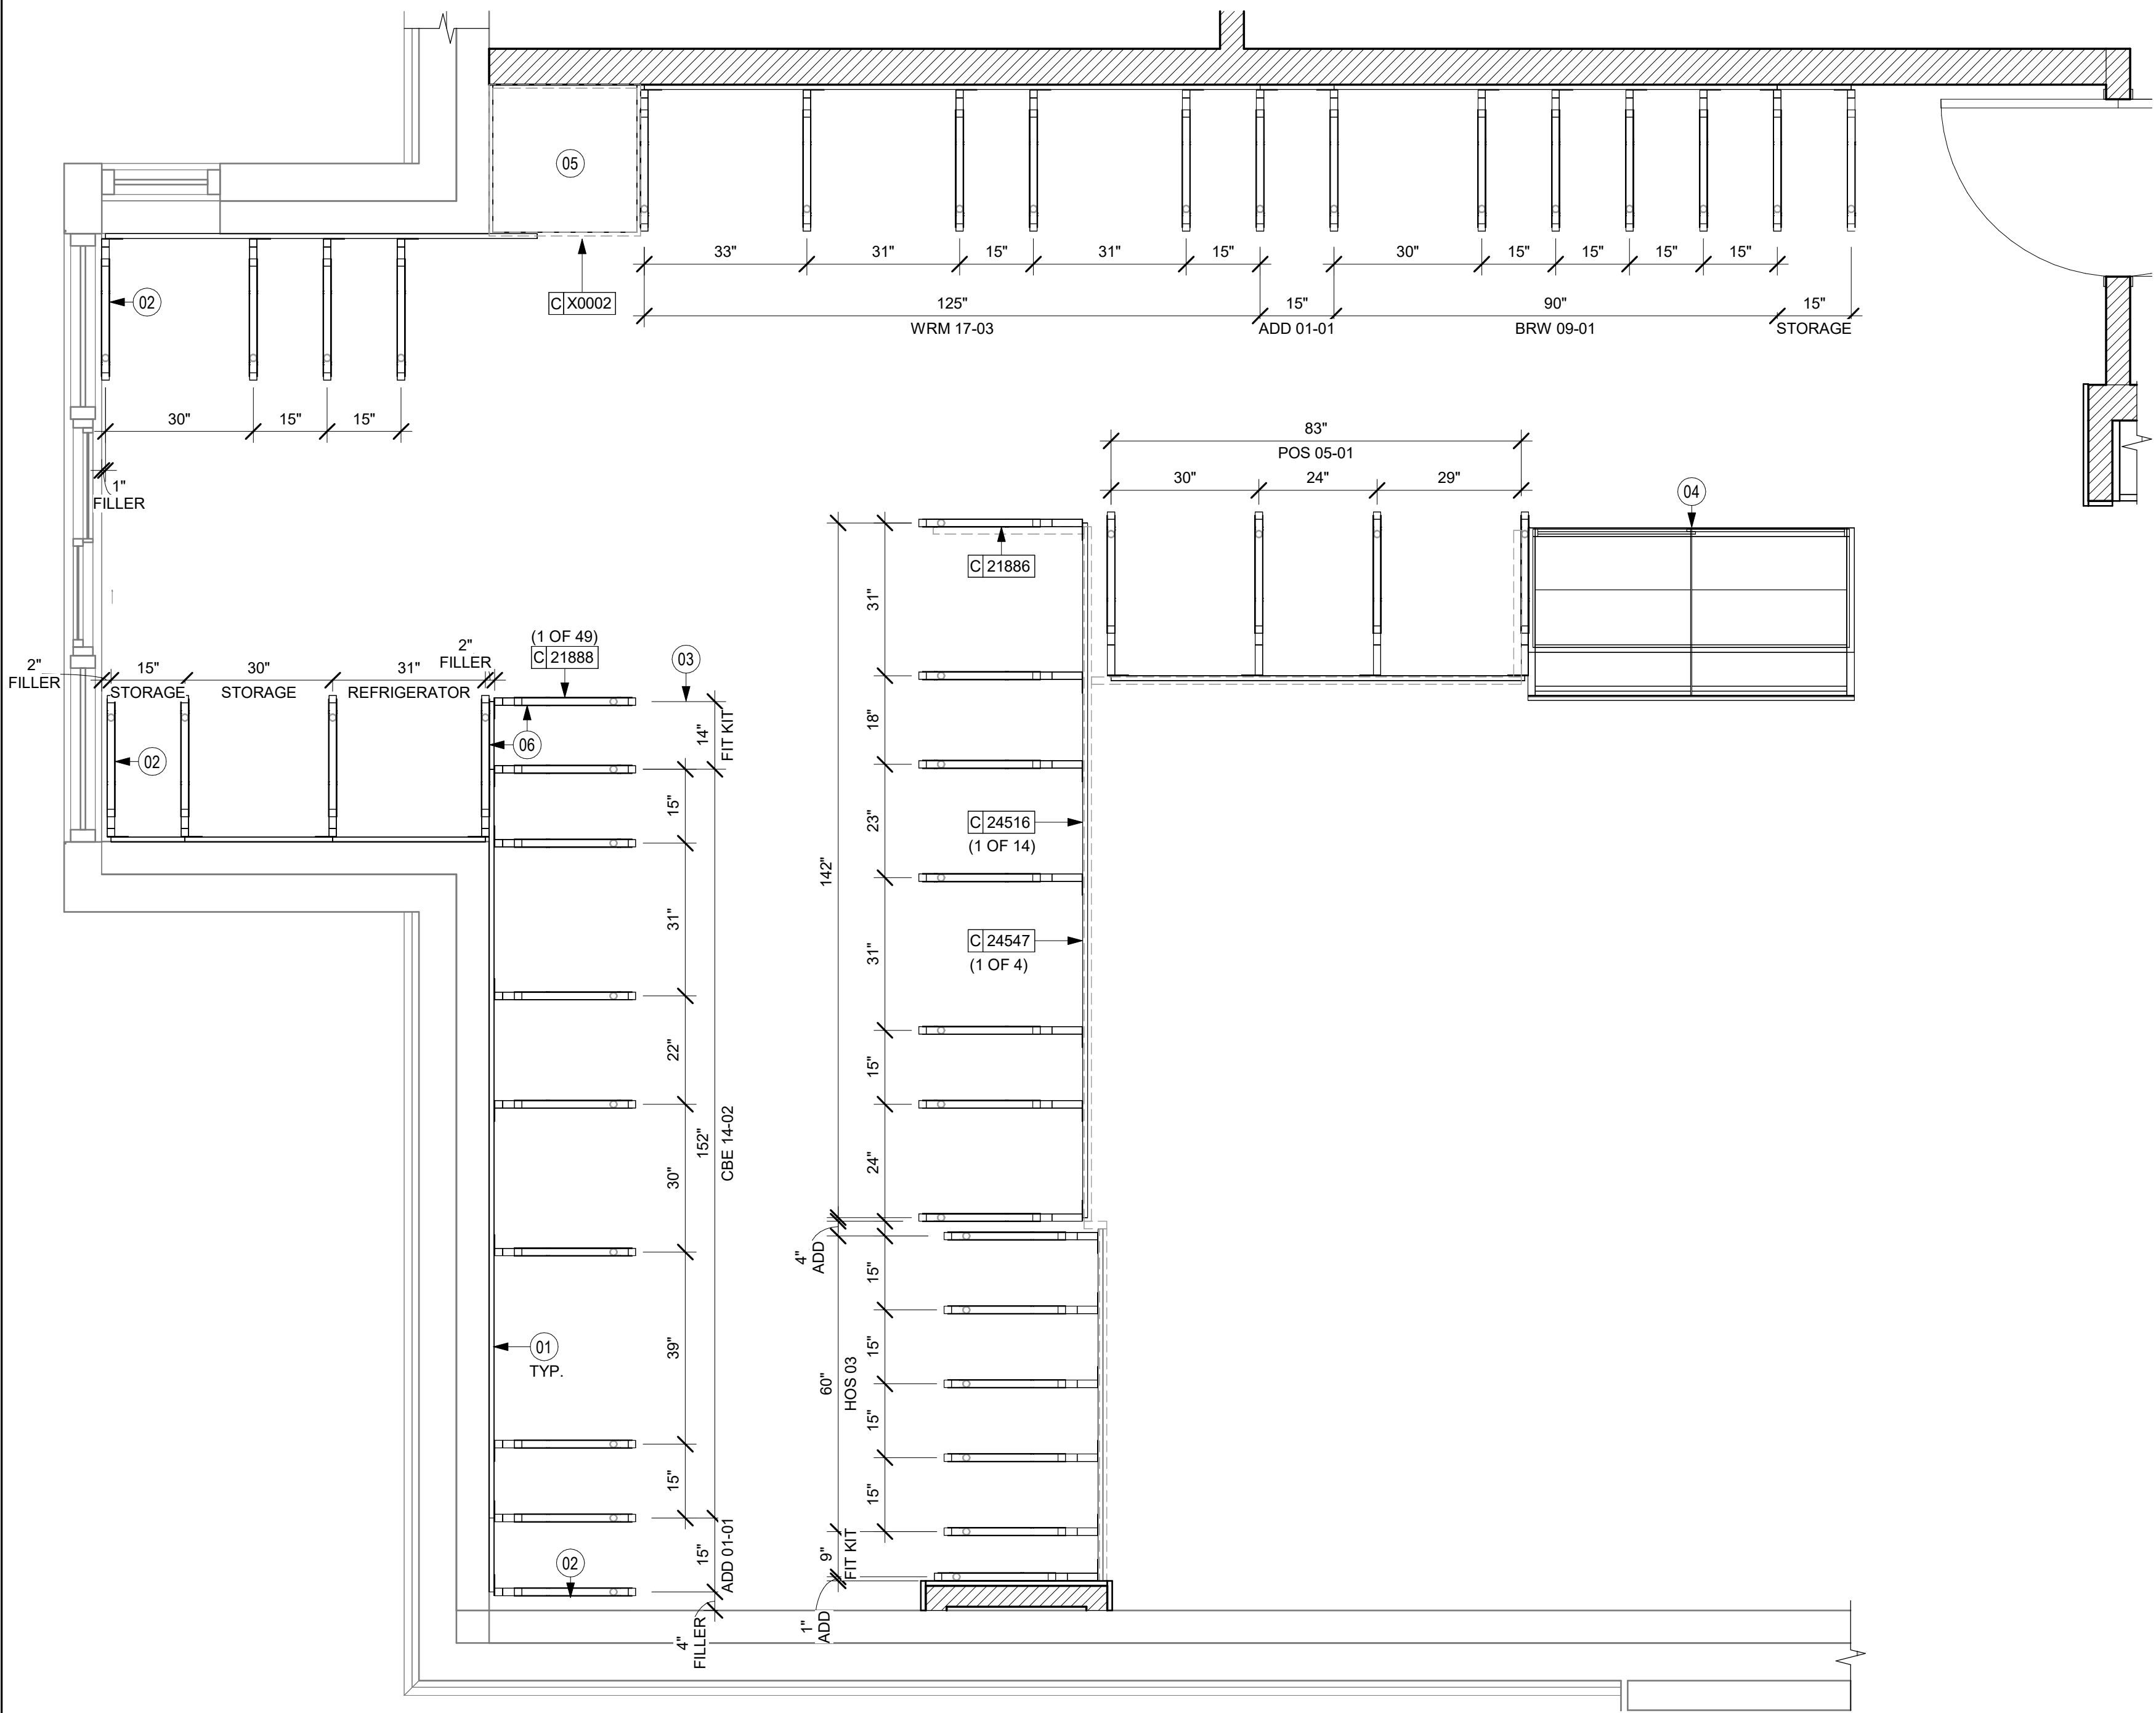 05
33"
31"
15"
31"
15"
30"
15"
15"
15"
15"
02
C X0002
125"
15"
90"
15"
WRM 17-03
ADD 01-01
BRW 09-01
STORAGE
30"
15"
15"
1"
FILLER
83"
POS 05-01
30"
24"
29"
04
C 21886
(1 OF 49)
C 21888
03
2"
FILLER
2"
FILLER
15"
30"
31"
STORAGE
STORAGE
REFRIGERATOR
06
02
14"
FIT KIT
15"
31"
22"
30"
39"
15"
152"
CBE 14-02
15"
ADD 01-01
4"
FILLER
01
TYP.
02
142"
31"
18"
23"
31"
15"
24"
C 24516
(1 OF 14)
C 24547
(1 OF 4)
4"
ADD
15"
15"
15"
15"
60"
HOS 03
9"
FIT KIT
1"
ADD